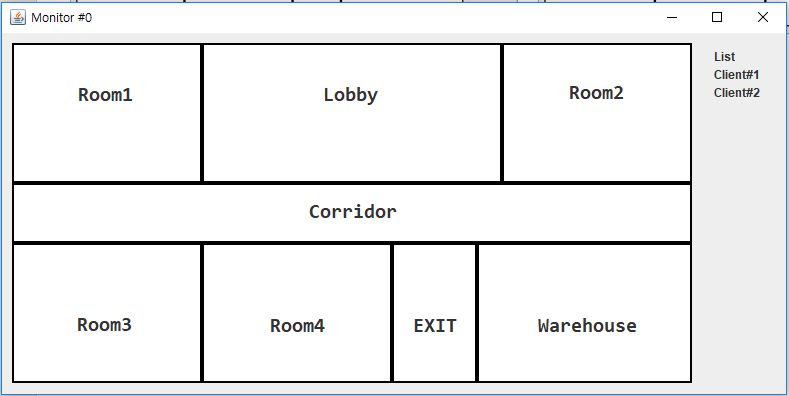 Monitor #0
Room1
Lobby
Room2
List
Client#1
Client#2
Corridor
Room3
Room4
EXIT
Warehouse